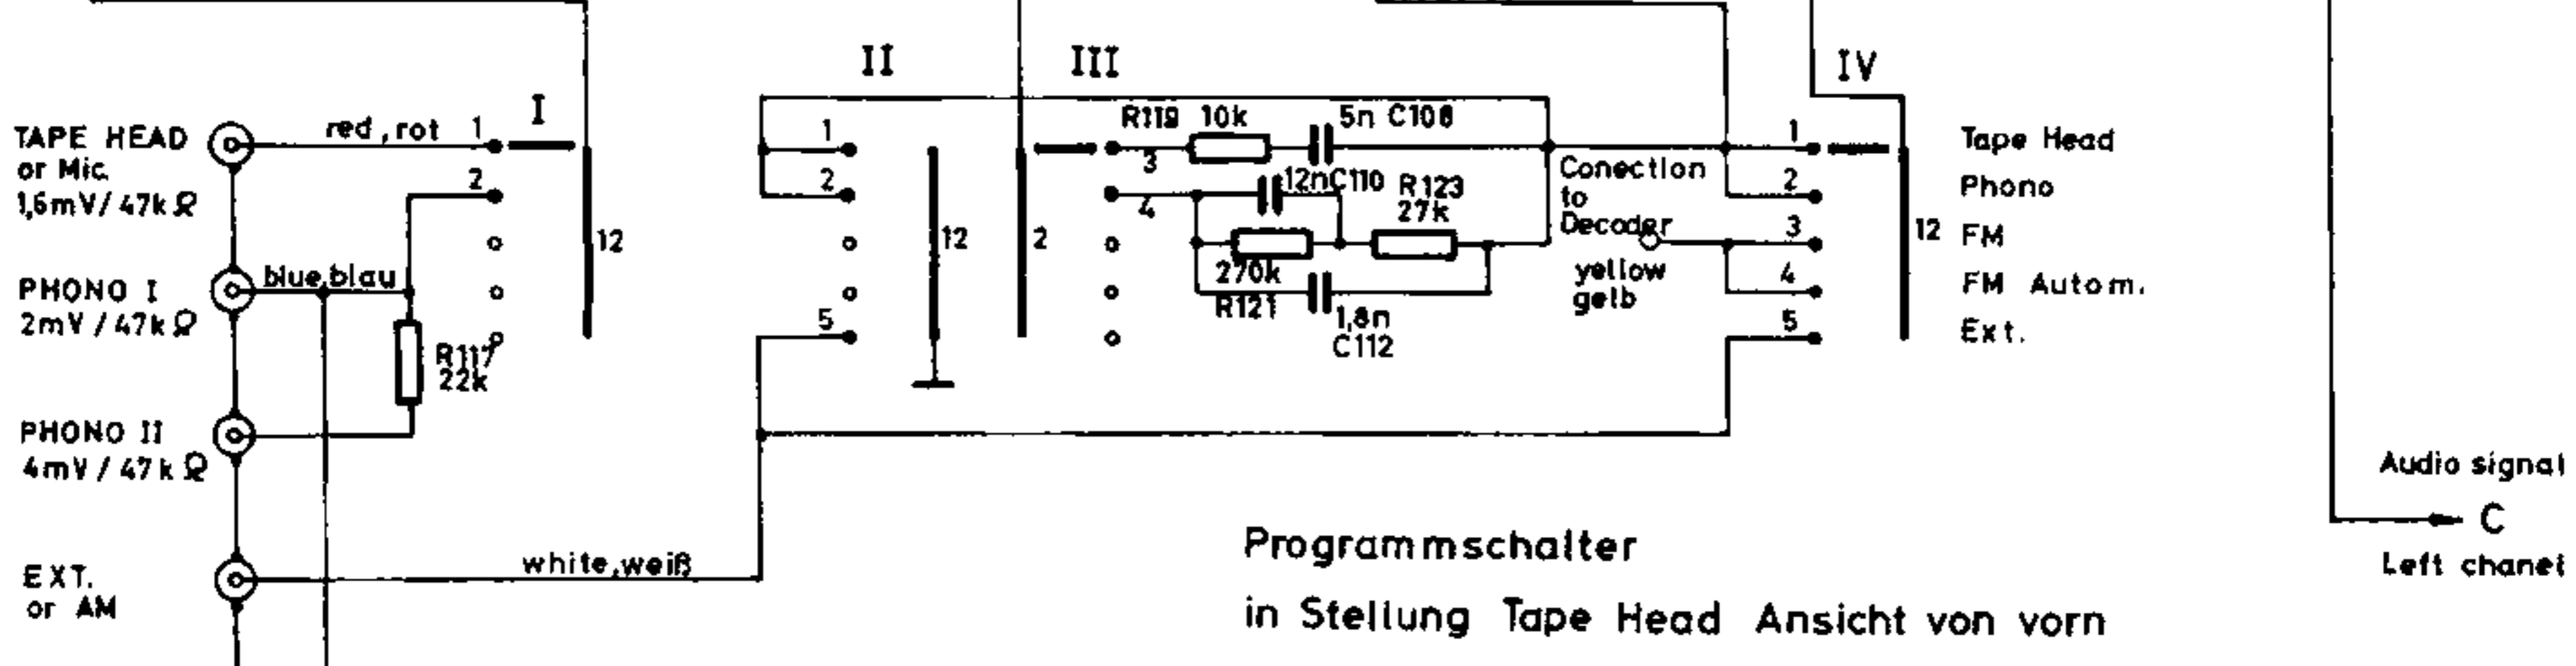 I
II
III
IV
TAPE HEAD
or Mic.
1,6mV/47kΩ
red, rot
1
2
12
PHONO I
2mV/47kΩ
blue,blau
R117
22k
PHONO II
4mV/47kΩ
EXT.
or AM
white,weiß
1
2
5
12
2
R119 10k
5n C108
3
4
12nC110
R123
27k
270k
R121
1,8n
C112
Conection
to
Decoder
yellow
gelb
1
2
3
4
5
12
Tape Head
Phono
FM
FM Autom.
Ext.
Programmschalter
in Stellung Tape Head Ansicht von vorn
Audio signal
C
Left chanel